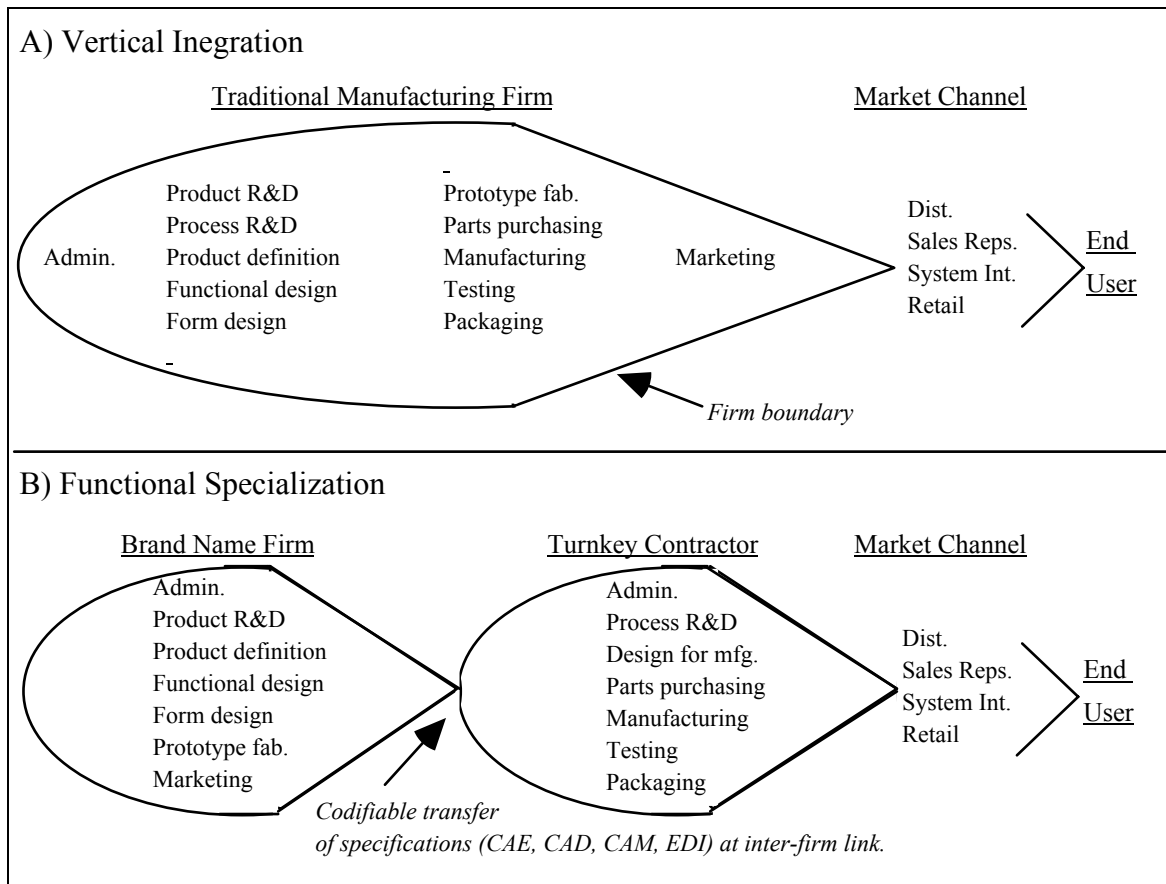 A) Vertical Inegration
Traditional Manufacturing Firm
Market Channel
Admin.
Product R&D
Process R&D
Product definition
Functional design
Form design
Prototype fab.
Parts purchasing
Manufacturing
Testing
Packaging
Marketing
Dist.
Sales Reps.
System Int.
Retail
End
User
Firm boundary
B) Functional Specialization
Brand Name Firm
Turnkey Contractor
Market Channel
Admin.
Product R&D
Product definition
Functional design
Form design
Prototype fab.
Marketing
Admin.
Process R&D
Design for mfg.
Parts purchasing
Manufacturing
Testing
Packaging
Dist.
Sales Reps.
System Int.
Retail
End
User
Codifiable transfer
of specifications (CAE, CAD, CAM, EDI) at inter-firm link.